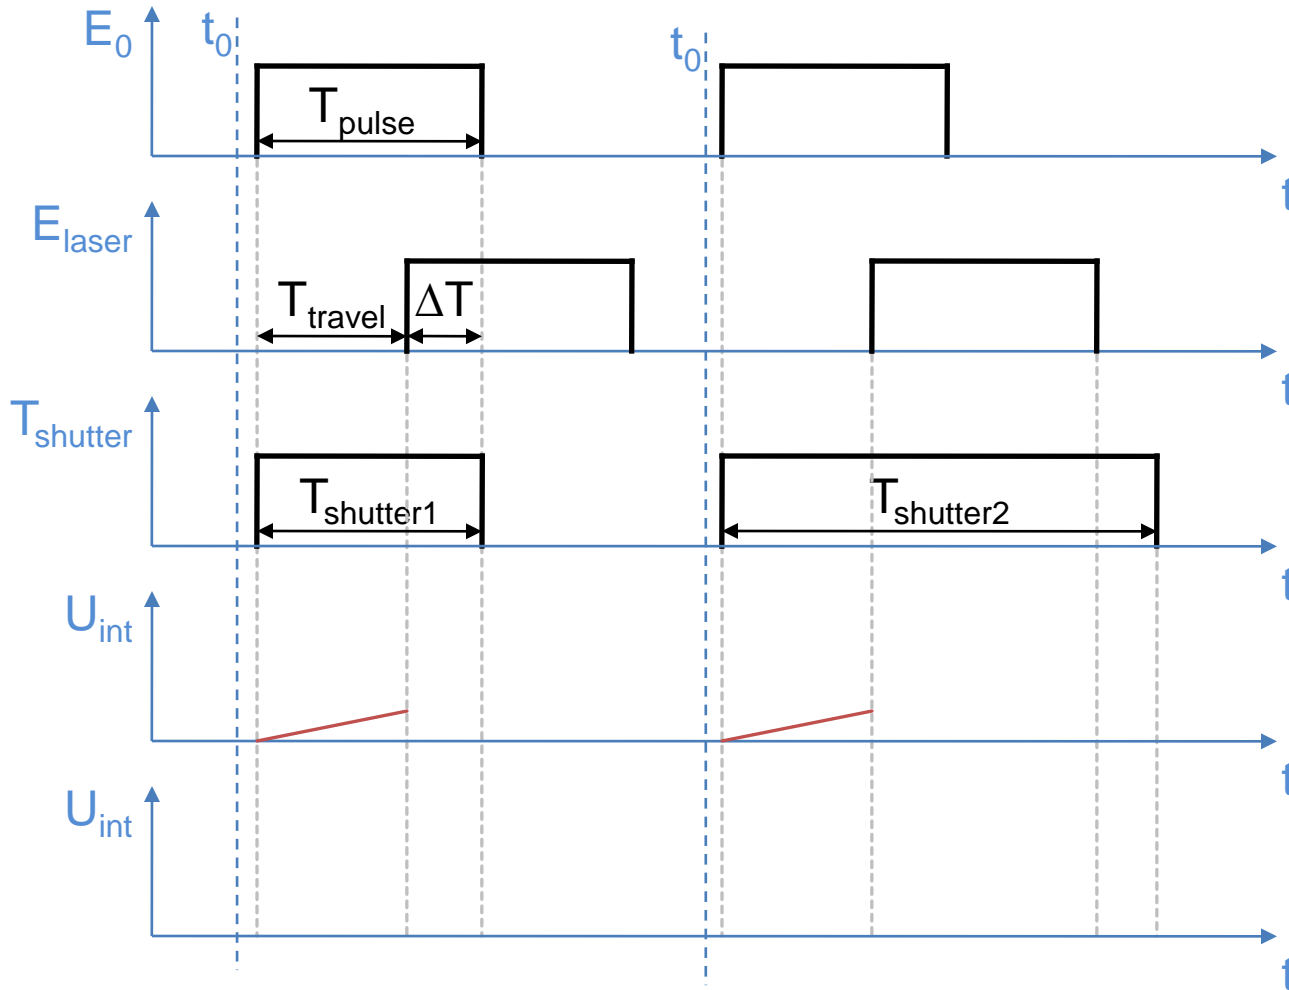 E0
t0
t0
Tpulse
t
Elaser
Ttravel
ΔT
t
Tshutter
Tshutter1
Tshutter2
t
Uint
t
Uint
t